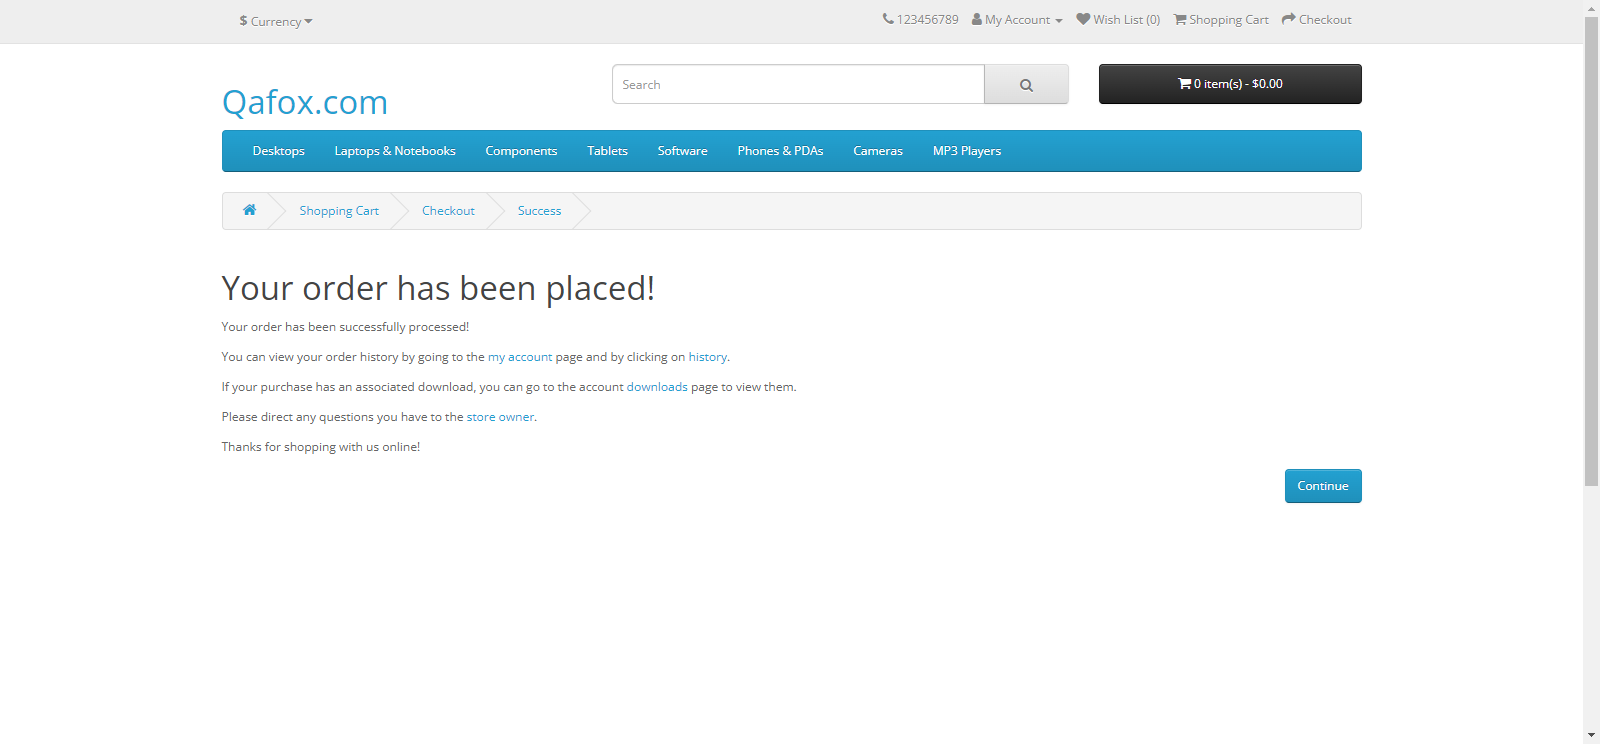 $ Currency
123456789 My Account Wish List (0) Shopping Cart Checkout
Qafox.com
Search
0 item(s) - $0.00
Desktops Laptops & Notebooks Components Tablets Software Phones & PDAs Cameras MP3 Players
Shopping Cart Checkout Success
Your order has been placed!
Your order has been successfully processed!
You can view your order history by going to the my account page and by clicking on history.
If your purchase has an associated download, you can go to the account downloads page to view them.
Please direct any questions you have to the store owner.
Thanks for shopping with us online!
Continue